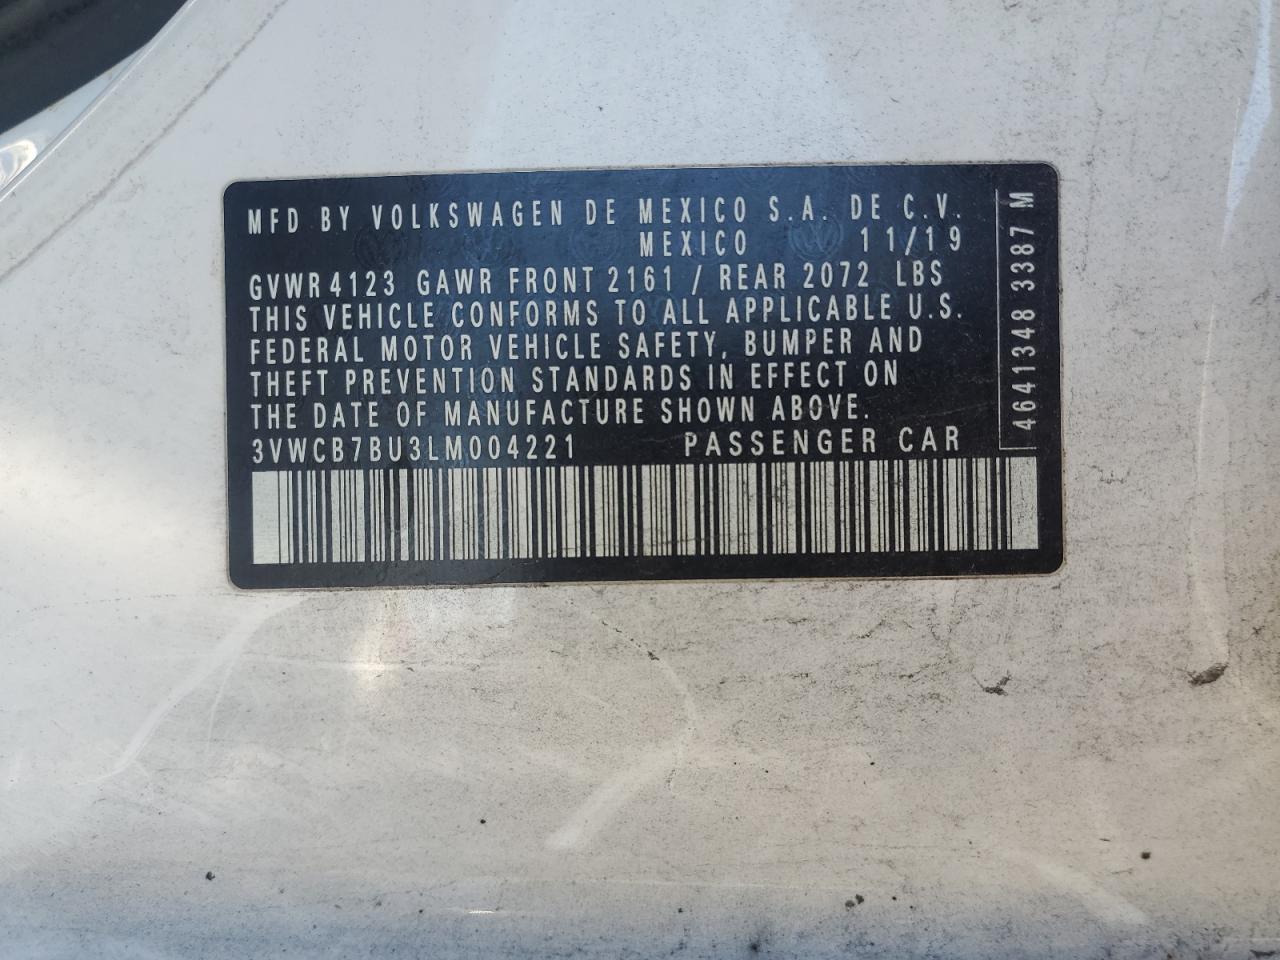 MFD BY VOLKSWAGEN DE MEXICO S.A. DE C.V.
MEXICO 11/19
GVWR 4123 GAWR FRONT 2161 / REAR 2072 LBS
THIS VEHICLE CONFORMS TO ALL APPLICABLE U.S.
FEDERAL MOTOR VEHICLE SAFETY, BUMPER AND
THEFT PREVENTION STANDARDS IN EFFECT ON
THE DATE OF MANUFACTURE SHOWN ABOVE.
3VWCB7BU3LM004221 PASSENGER CAR
4641348 3387 M